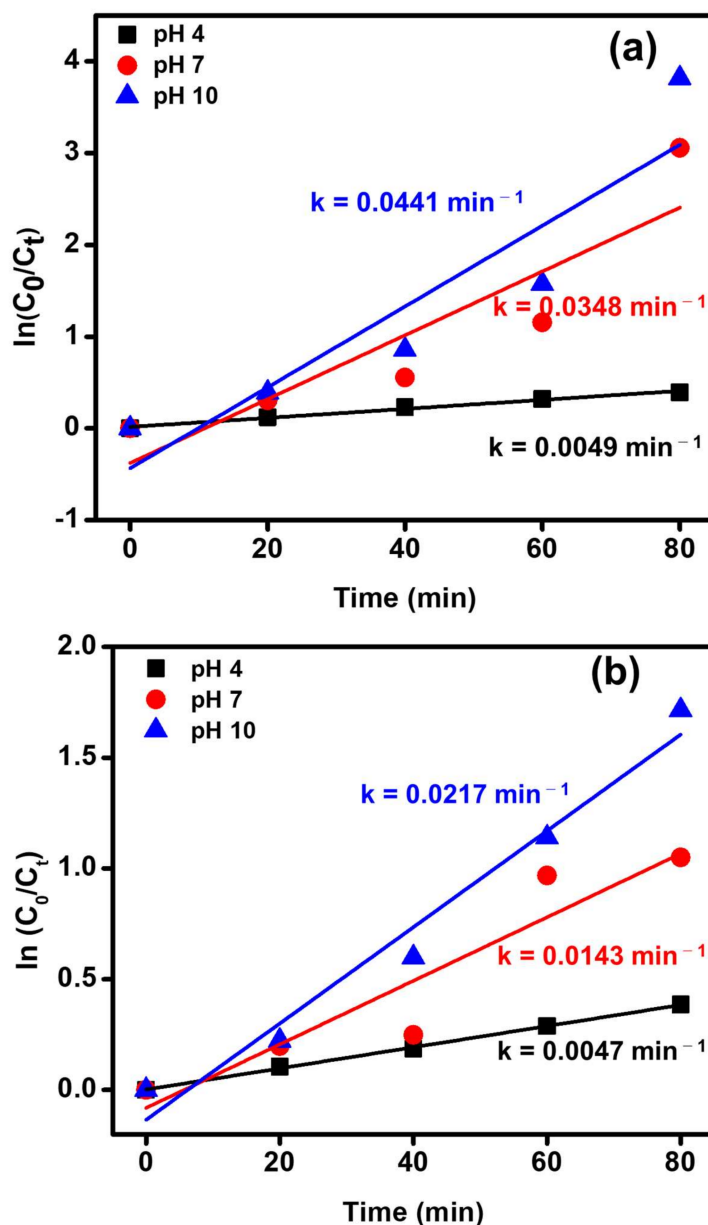 pH 4
pH 7
pH 10
(a)
4
3
2
1
0
-1
ln(C₀/Cₜ)
k = 0.0441 min⁻¹
k = 0.0348 min⁻¹
k = 0.0049 min⁻¹
0 20 40 60 80
Time (min)
pH 4
pH 7
pH 10
(b)
2.0
1.5
1.0
0.5
0.0
ln (C₀/Cₜ)
k = 0.0217 min⁻¹
k = 0.0143 min⁻¹
k = 0.0047 min⁻¹
0 20 40 60 80
Time (min)